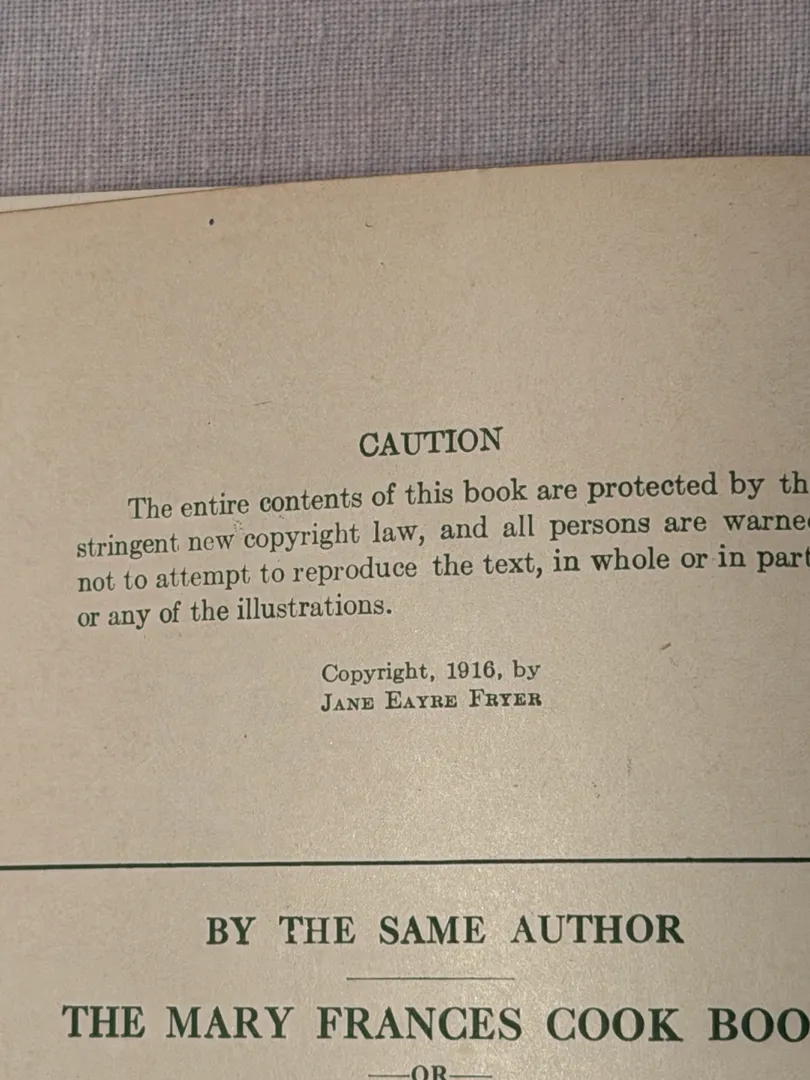 CAUTION
The entire contents of this book are protected by th
stringent new copyright law, and all persons are warne
not to attempt to reproduce the text, in whole or in part
or any of the illustrations.
Copyright, 1916, by
JANE EAYRE FRYER
BY THE SAME AUTHOR
THE MARY FRANCES COOK BOO
—OR—